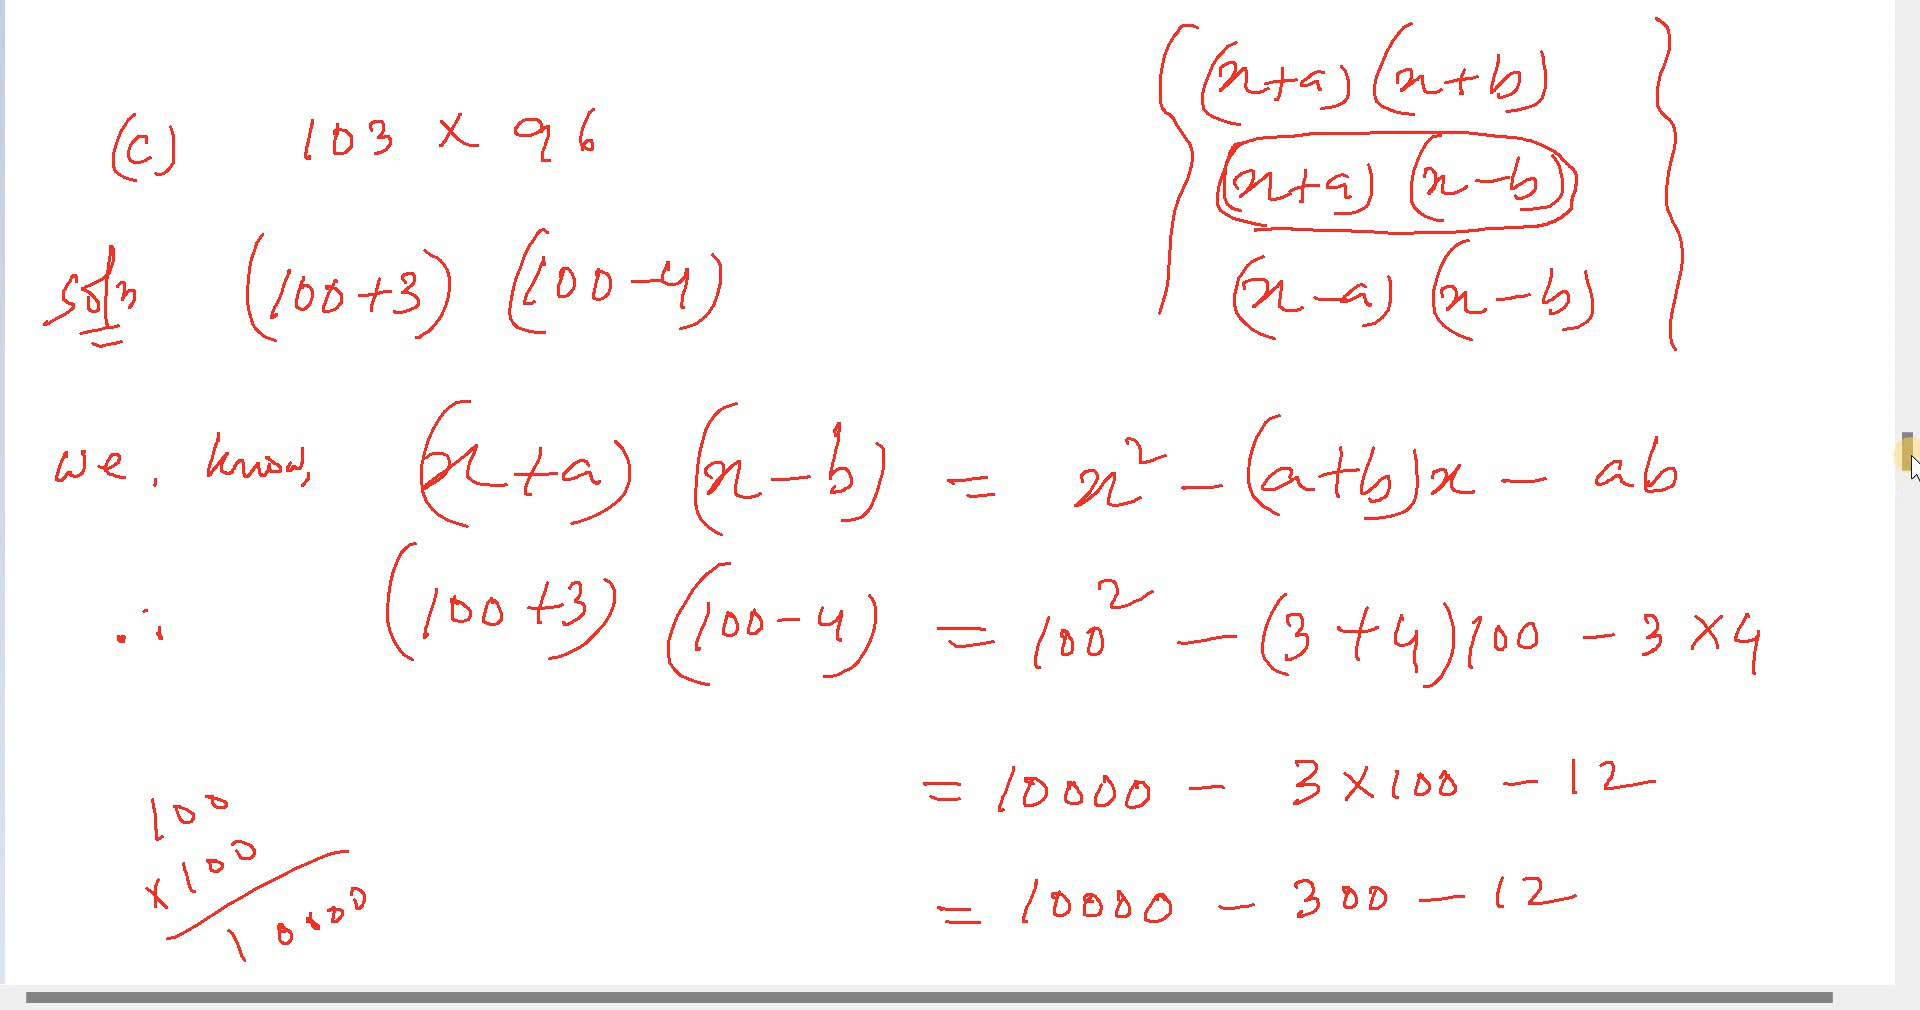 (x+a) (x+b)
(c) 103 × 96
(x+a) (x-b)
soln (100+3) (100-4)
(x-a) (x-b)
we, know, (x+a) (x-b) = x² - (a+b)x - ab
∴ (100+3) (100-4) = 100² - (3+4)100 - 3×4
= 10000 - 3×100 - 12
100
×100
10000
= 10000 - 300 - 12